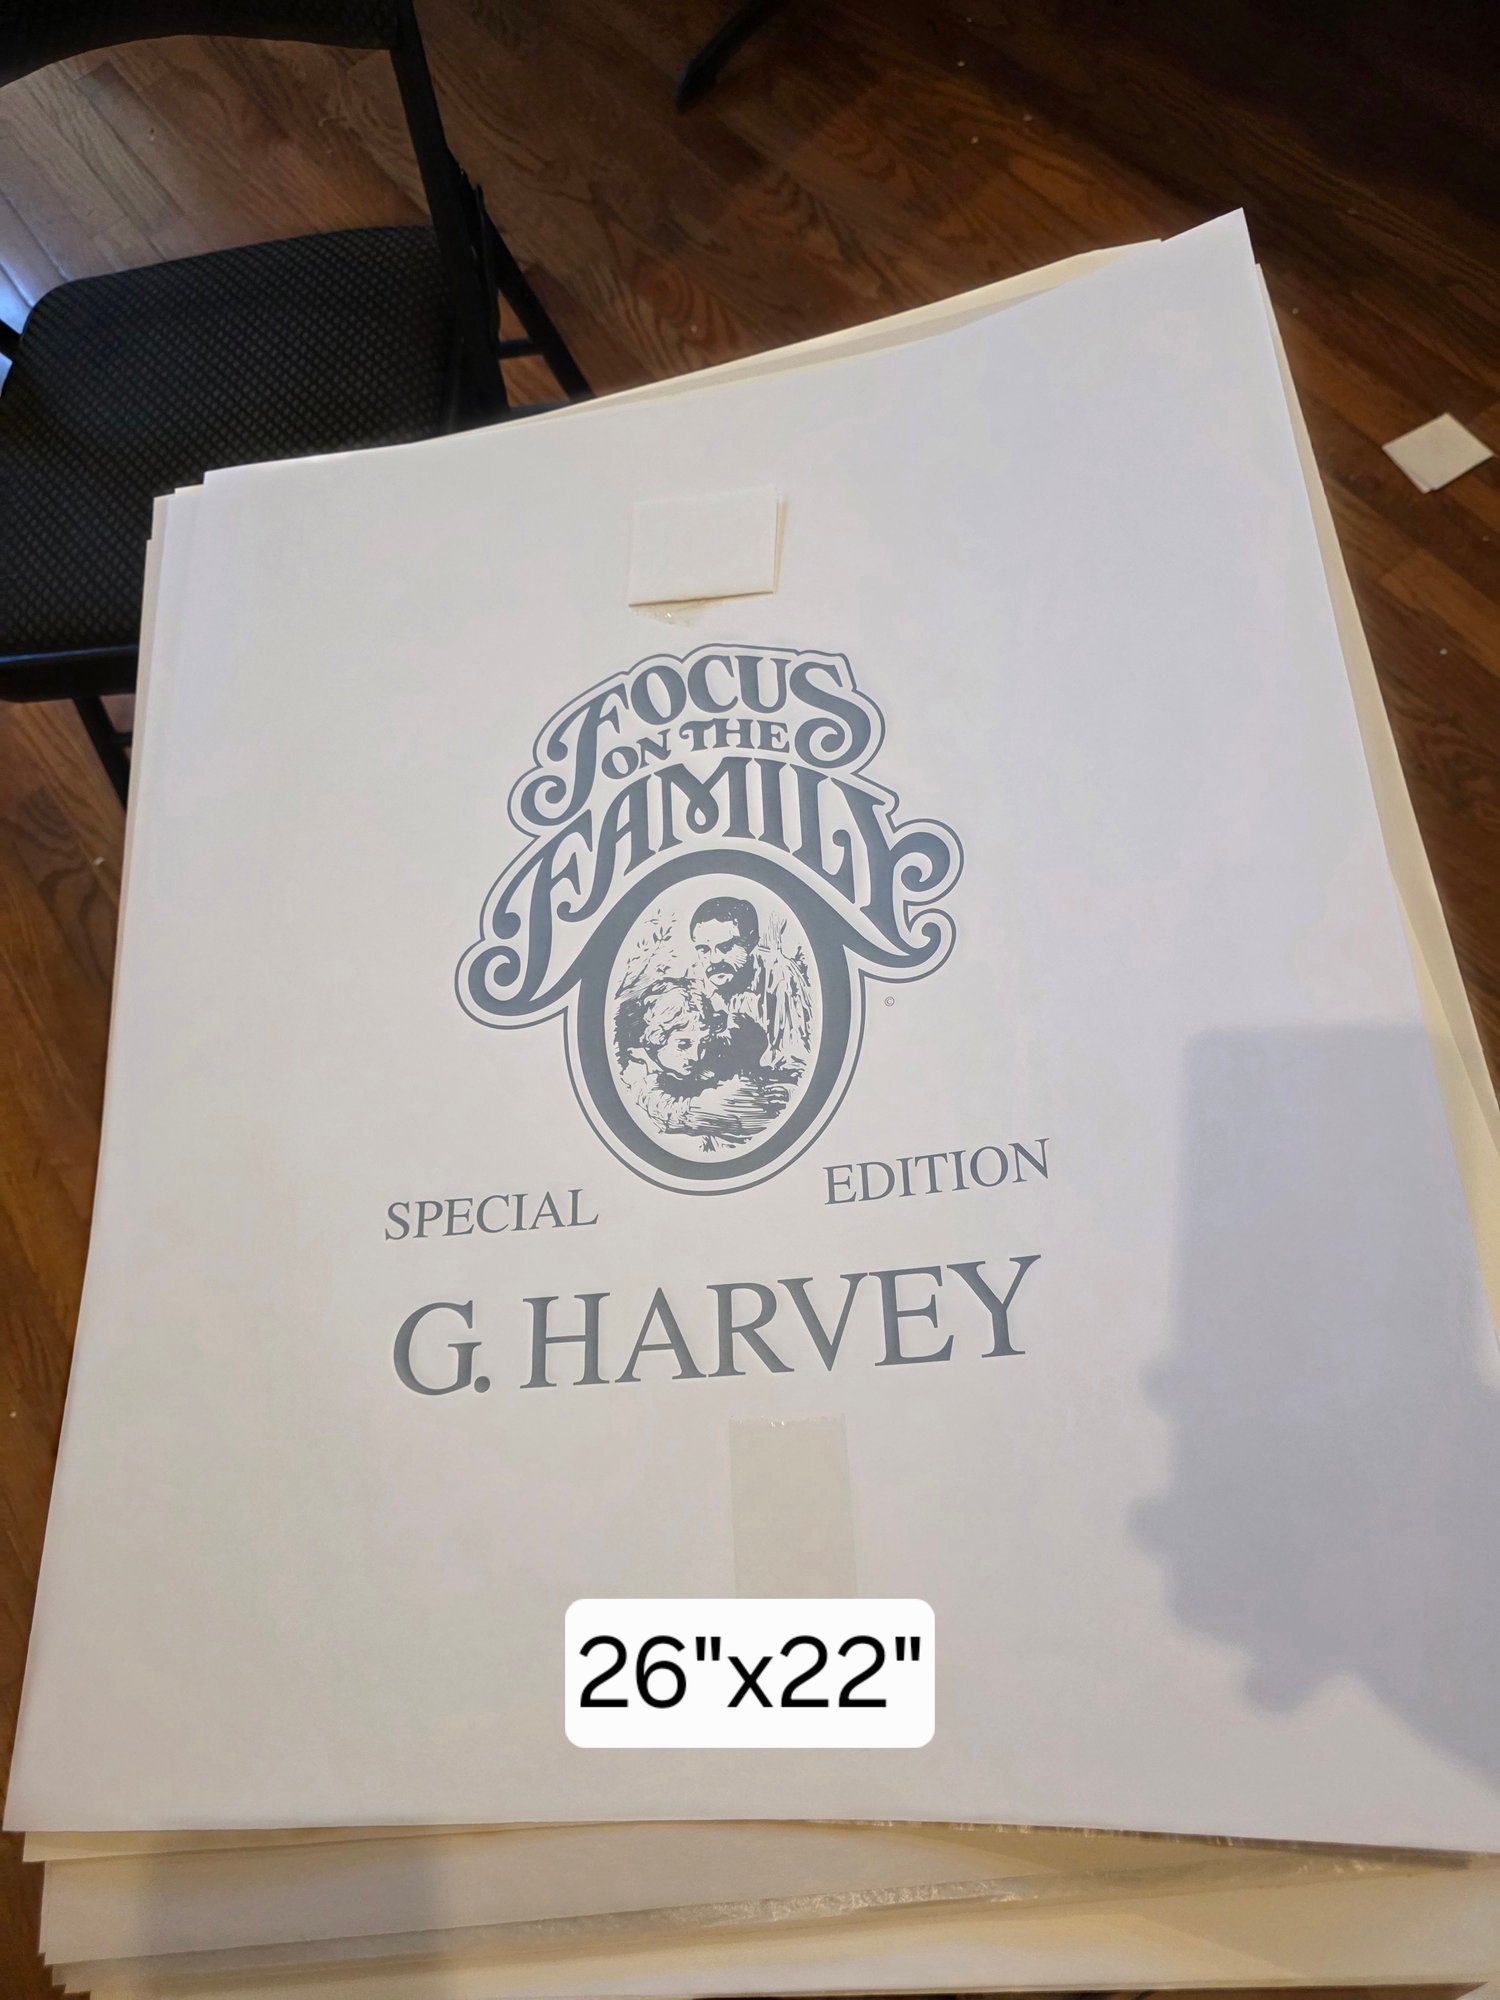 FOCUS
ON THE
FAMILY
©
SPECIAL EDITION
G. HARVEY
26"x22"